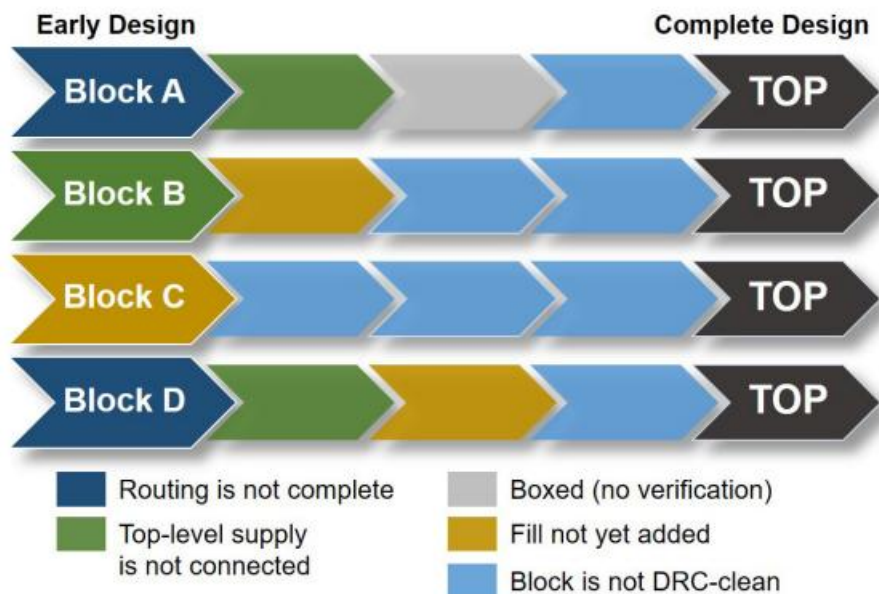 Early Design
Complete Design
Block A
TOP
Block B
TOP
Block C
TOP
Block D
TOP
Routing is not complete
Boxed (no verification)
Top-level supply
is not connected
Fill not yet added
Block is not DRC-clean